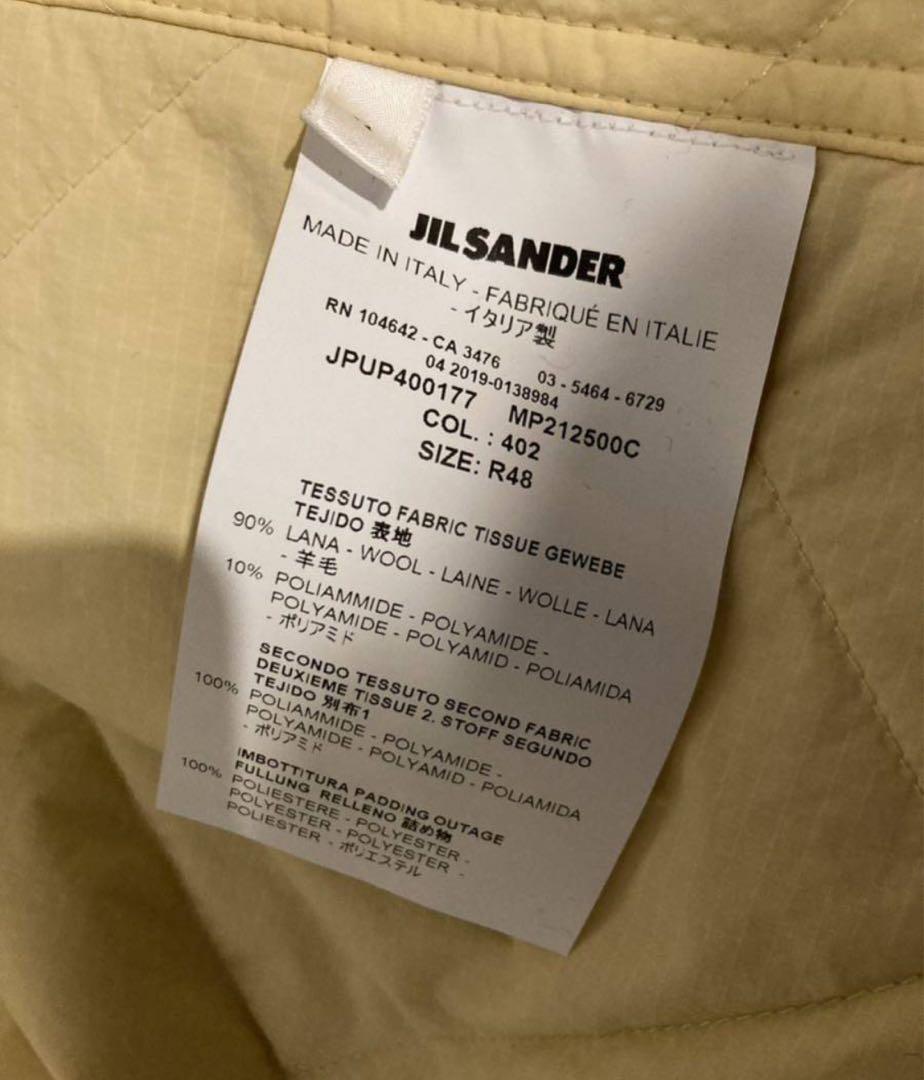 JIL SANDER
MADE IN ITALY - FABRIQUÉ EN ITALIE
- イタリア製
RN 104642 - CA 3476 03 - 5464 - 6729
04 2019-0138984
JPUP400177 MP212500C
COL. : 402
SIZE: R48
TESSUTO FABRIC TISSUE GEWEBE
TEJIDO 表地
90% LANA - WOOL - LAINE - WOLLE - LANA
- 羊毛
10% POLIAMMIDE - POLYAMIDE -
POLYAMIDE - POLYAMID - POLIAMIDA
- ポリアミド
SECONDO TESSUTO SECOND FABRIC
DEUXIEME TISSUE 2. STOFF SEGUNDO
TEJIDO 別布1
100% POLIAMMIDE - POLYAMIDE -
POLYAMIDE - POLYAMID - POLIAMIDA
- ポリアミド
IMBOTTITURA PADDING OUTAGE
FULLUNG RELLENO 詰め物
100% POLIESTERE - POLYESTER -
POLYESTER - POLYESTER -
POLIESTER - ポリエステル